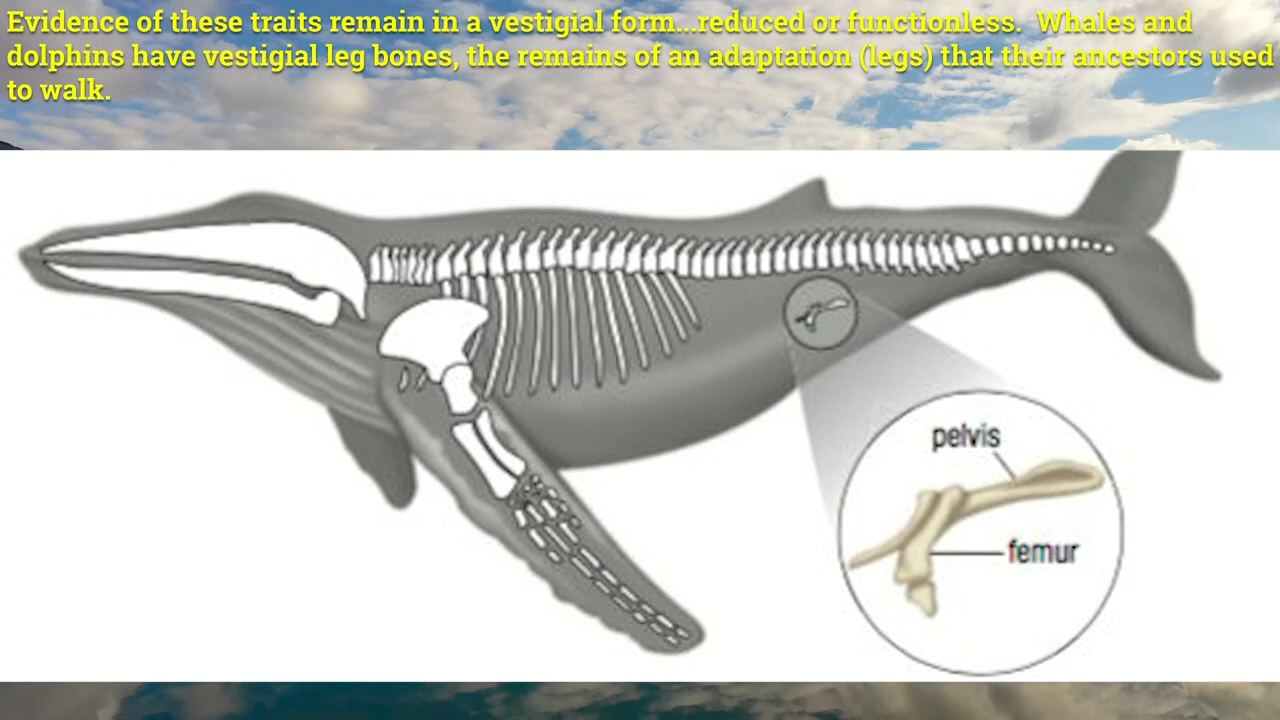 Evidence of these traits remain in a vestigial form...reduced or functionless.  Whales and
dolphins have vestigial leg bones, the remains of an adaptation (legs) that their ancestors used
to walk.
pelvis
femur